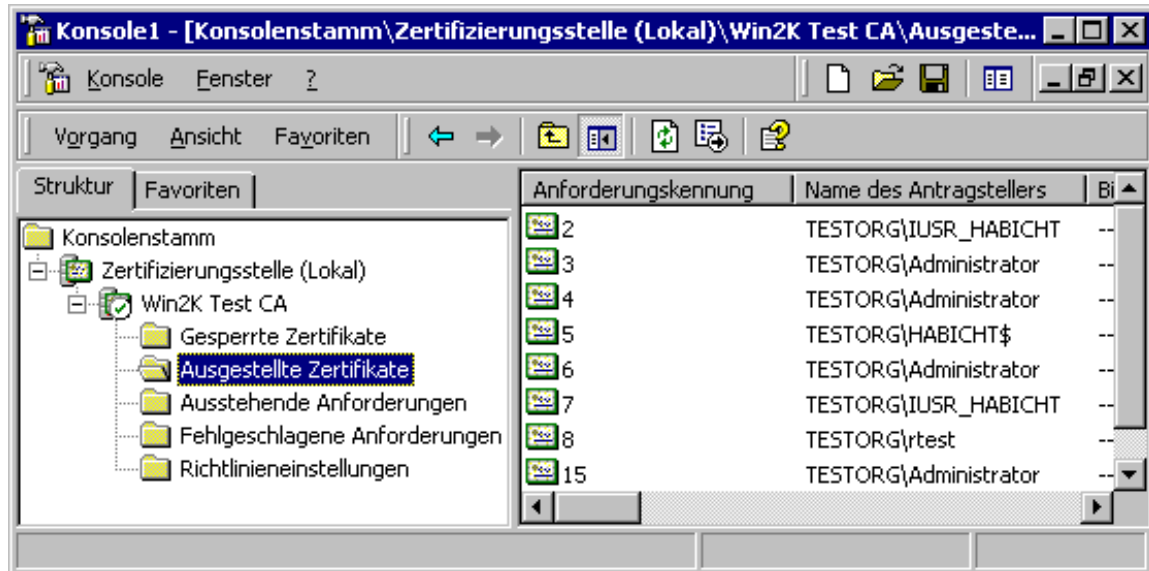 Konsole1 - [Konsolenstamm\Zertifizierungsstelle (Lokal)\Win2K Test CA\Ausgeste...
Konsole Fenster ?
Vorgang Ansicht Favoriten
Struktur Favoriten
Konsolenstamm
Zertifizierungsstelle (Lokal)
Win2K Test CA
Gesperrte Zertifikate
Ausgestellte Zertifikate
Ausstehende Anforderungen
Fehlgeschlagene Anforderungen
Richtlinieneinstellungen
Anforderungskennung Name des Antragstellers Bi
2 TESTORG\IUSR_HABICHT --
3 TESTORG\Administrator --
4 TESTORG\Administrator --
5 TESTORG\HABICHT$ --
6 TESTORG\Administrator --
7 TESTORG\IUSR_HABICHT --
8 TESTORG\rtest --
15 TESTORG\Administrator --